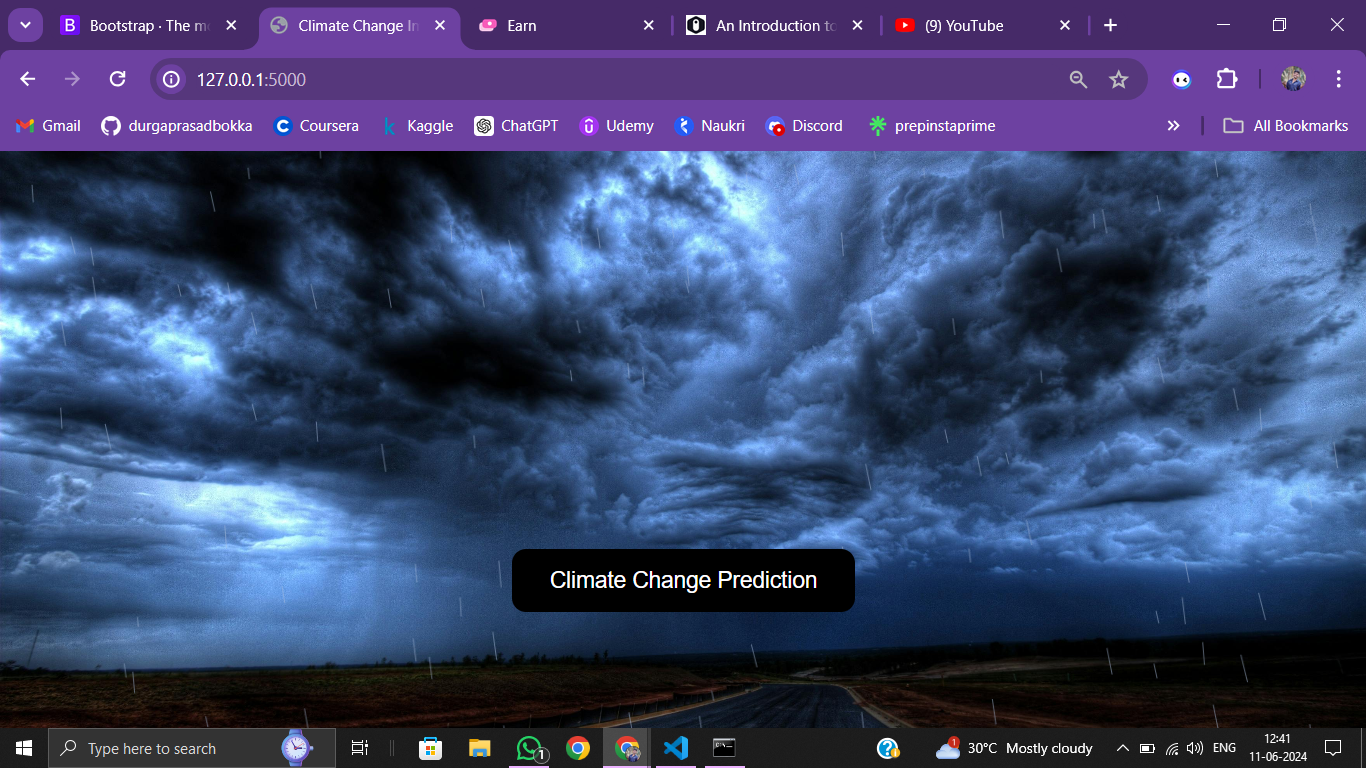 Bootstrap · The m
Climate Change In
Earn
An Introduction to
(9) YouTube
127.0.0.1:5000
Gmail
durgaprasadbokka
Coursera
Kaggle
ChatGPT
Udemy
Naukri
Discord
prepinstaprime
All Bookmarks
Climate Change Prediction
Type here to search
1
1
30°C Mostly cloudy
ENG
12:41
11-06-2024